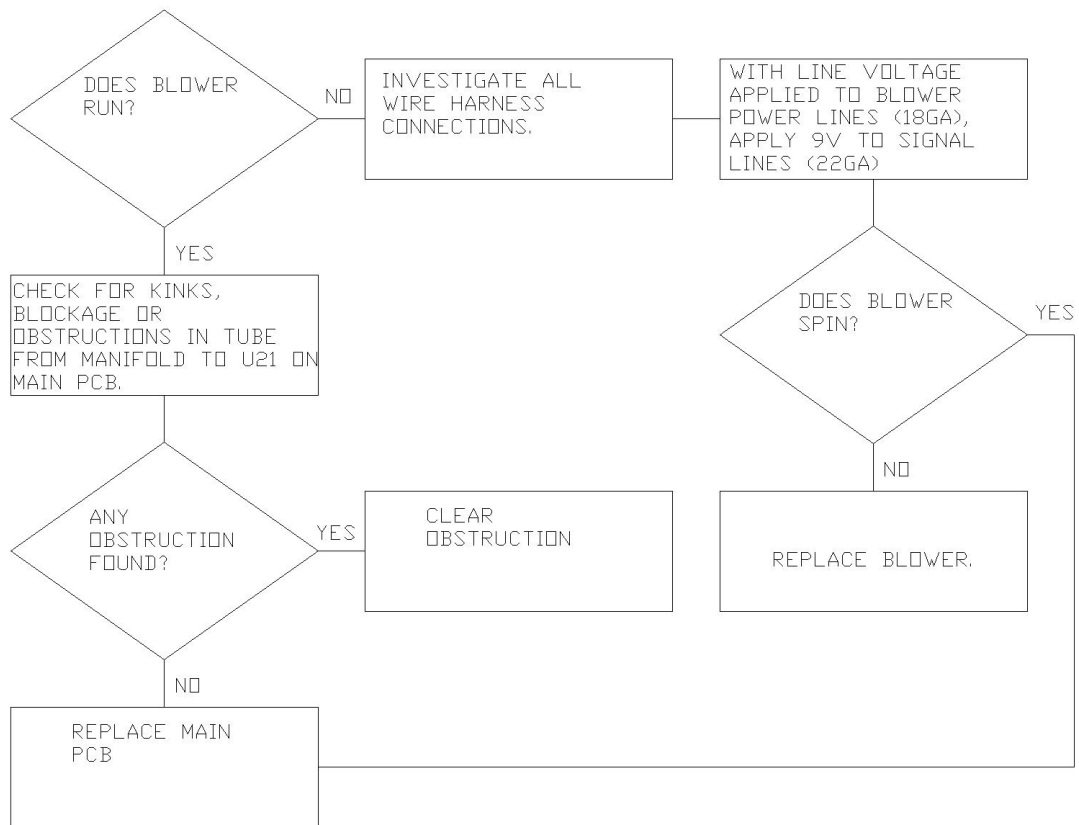 DOES BLOWER
RUN?
NO
INVESTIGATE ALL
WIRE HARNESS
CONNECTIONS.
WITH LINE VOLTAGE
APPLIED TO BLOWER
POWER LINES (18GA),
APPLY 9V TO SIGNAL
LINES (22GA)
YES
CHECK FOR KINKS,
BLOCKAGE OR
OBSTRUCTIONS IN TUBE
FROM MANIFOLD TO U21 ON
MAIN PCB.
DOES BLOWER
SPIN?
YES
NO
REPLACE BLOWER.
ANY
OBSTRUCTION
FOUND?
YES
CLEAR
OBSTRUCTION
NO
REPLACE MAIN
PCB